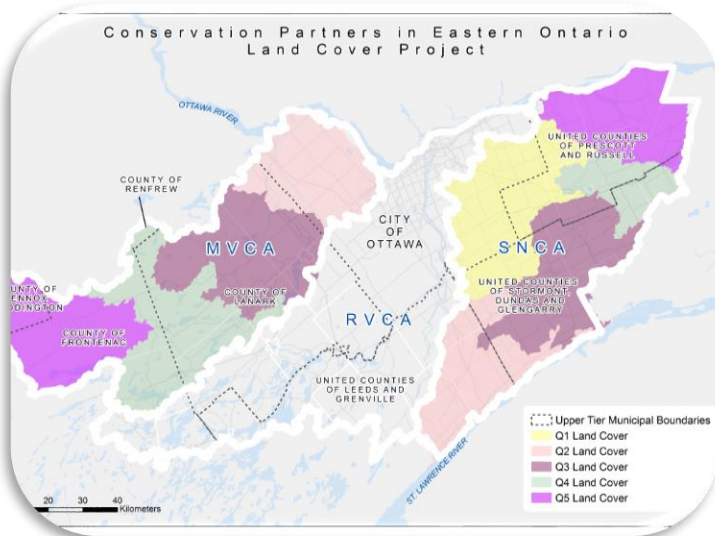 Conservation Partners in Eastern Ontario
Land Cover Project
OTTAWA RIVER
UNITED COUNTIES
OF PRESCOTT
AND RUSSELL
COUNTY OF
RENFREW
CITY
OF
OTTAWA
MVCA
SNCA
COUNTY OF
LANARK
UNITED COUNTIES
OF STORMONT,
DUNDAS AND
GLENGARRY
COUNTY OF
FRONTENAC
RVCA
UNITED COUNTIES
OF LEEDS AND
GRENVILLE
ST. LAWRENCE RIVER
Upper Tier Municipal Boundaries
Q1 Land Cover
Q2 Land Cover
Q3 Land Cover
Q4 Land Cover
Q5 Land Cover
20 30 40
Kilometers